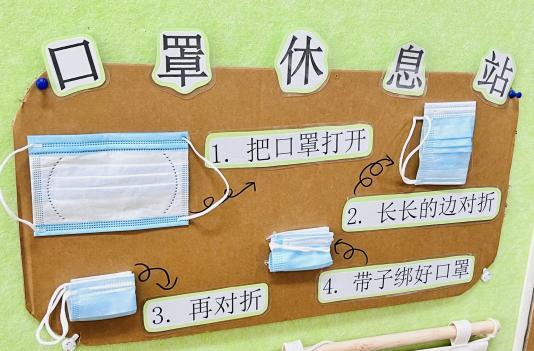 口罩休息站
1. 把口罩打开
2. 长长的边对折
3. 再对折
4. 带子绑好口罩